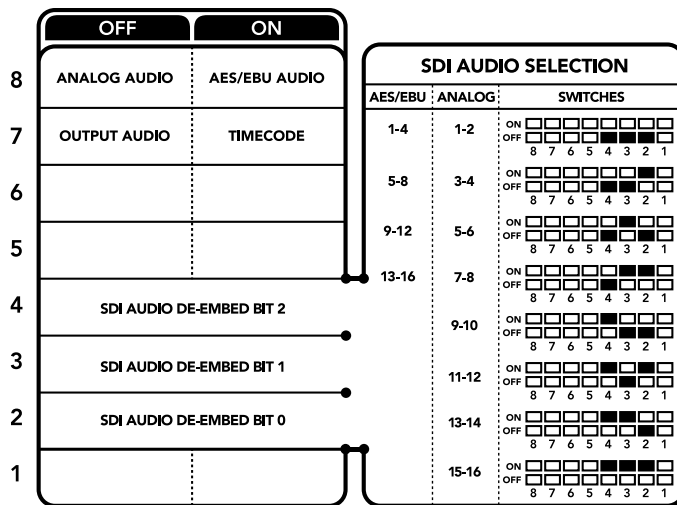 OFF ON
8 ANALOG AUDIO AES/EBU AUDIO
7 OUTPUT AUDIO TIMECODE
6
5
4 SDI AUDIO DE-EMBED BIT 2
3 SDI AUDIO DE-EMBED BIT 1
2 SDI AUDIO DE-EMBED BIT 0
1
SDI AUDIO SELECTION
AES/EBU ANALOG SWITCHES
1-4 1-2 ON
OFF
8 7 6 5 4 3 2 1
5-8 3-4 ON
OFF
8 7 6 5 4 3 2 1
9-12 5-6 ON
OFF
8 7 6 5 4 3 2 1
13-16 7-8 ON
OFF
8 7 6 5 4 3 2 1
9-10 ON
OFF
8 7 6 5 4 3 2 1
11-12 ON
OFF
8 7 6 5 4 3 2 1
13-14 ON
OFF
8 7 6 5 4 3 2 1
15-16 ON
OFF
8 7 6 5 4 3 2 1